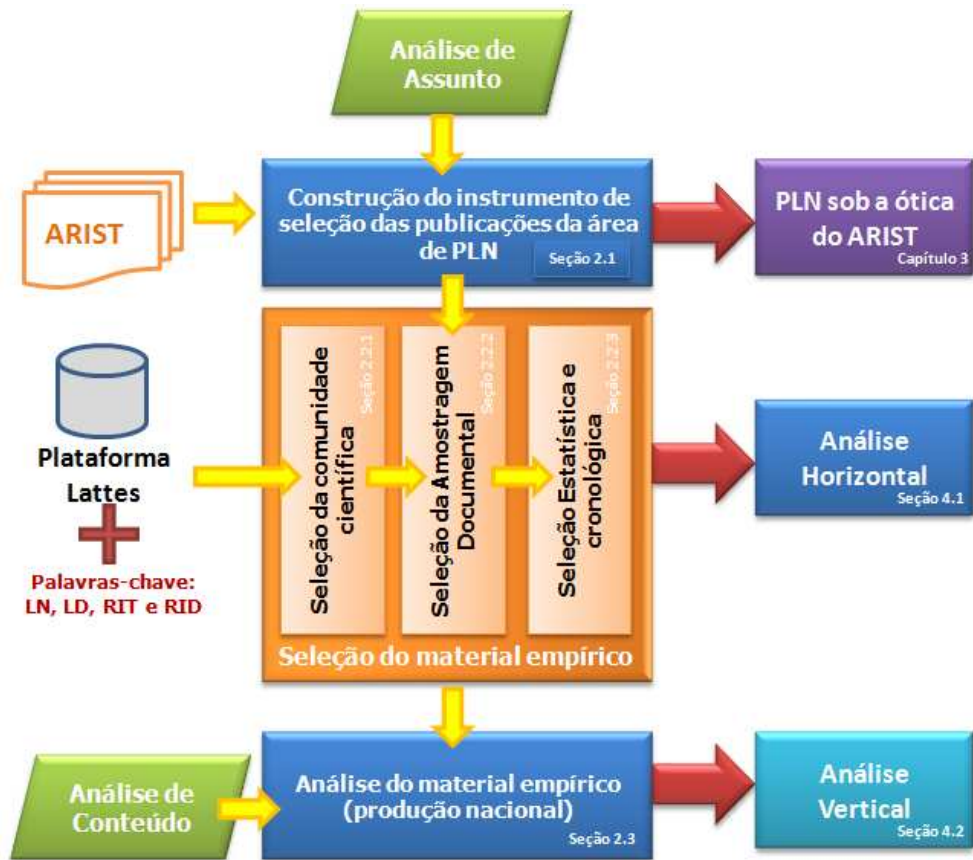 Análise de
Assunto
ARIST
Construção do instrumento de
seleção das publicações da área
de PLN
Seção 2.1
PLN sob a ótica
do ARIST
Capítulo 3
Plataforma
Lattes
Palavras-chave:
LN, LD, RIT e RID
Seleção da comunidade
científica
Seção 2.2.1
Seleção da Amostragem
Documental
Seção 2.2.2
Seleção Estatística e
cronológica
Seção 2.2.3
Seleção do material empírico
Análise
Horizontal
Seção 4.1
Análise de
Conteúdo
Análise do material empírico
(produção nacional)
Seção 2.3
Análise
Vertical
Seção 4.2